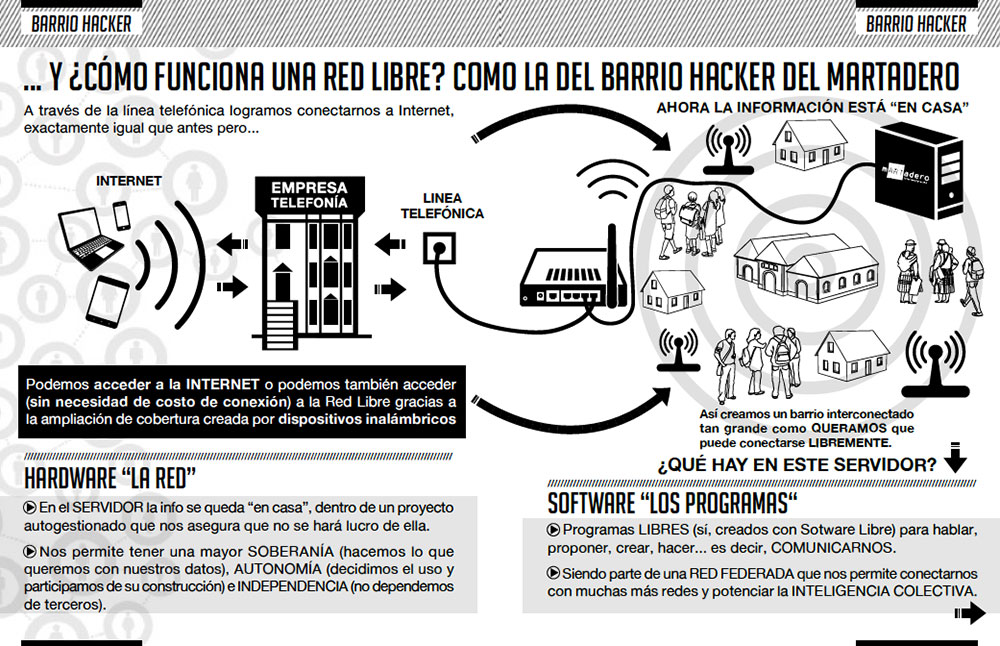 BARRIO HACKER
BARRIO HACKER
... Y ¿CÓMO FUNCIONA UNA RED LIBRE? COMO LA DEL BARRIO HACKER DEL MARTADERO
A través de la línea telefónica logramos conectarnos a Internet,
exactamente igual que antes pero...
INTERNET
EMPRESA
TELEFONÍA
LINEA
TELEFÓNICA
AHORA LA INFORMACIÓN ESTÁ “EN CASA”
martadero
Podemos acceder a la INTERNET o podemos también acceder
(sin necesidad de costo de conexión) a la Red Libre gracias a
la ampliación de cobertura creada por dispositivos inalámbricos
Así creamos un barrio interconectado
tan grande como QUERAMOS que
puede conectarse LIBREMENTE.
¿QUÉ HAY EN ESTE SERVIDOR?
HARDWARE “LA RED”
En el SERVIDOR la info se queda “en casa”, dentro de un proyecto
autogestionado que nos asegura que no se hará lucro de ella.
Nos permite tener una mayor SOBERANÍA (hacemos lo que
queremos con nuestros datos), AUTONOMÍA (decidimos el uso y
participamos de su construcción) e INDEPENDENCIA (no dependemos
de terceros).
SOFTWARE “LOS PROGRAMAS“
Programas LIBRES (sí, creados con Sotware Libre) para hablar,
proponer, crear, hacer... es decir, COMUNICARNOS.
Siendo parte de una RED FEDERADA que nos permite conectarnos
con muchas más redes y potenciar la INTELIGENCIA COLECTIVA.